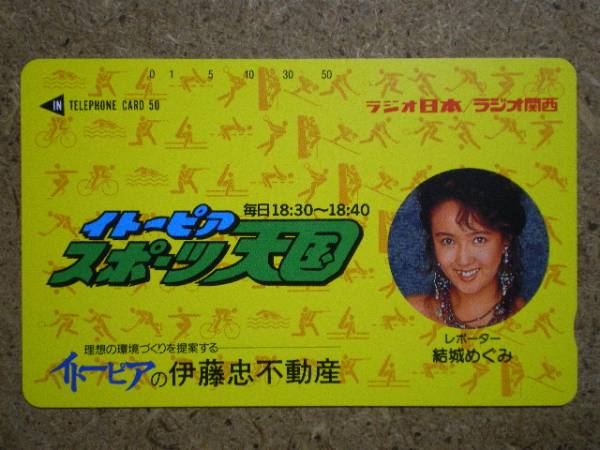 0 1 5 10 30 50
IN TELEPHONE CARD 50
ラジオ日本/ラジオ関西
毎日18:30〜18:40
イトーピア
スポーツ天国
レポーター
結城めぐみ
理想の環境づくりを提案する
イトーピアの伊藤忠不動産